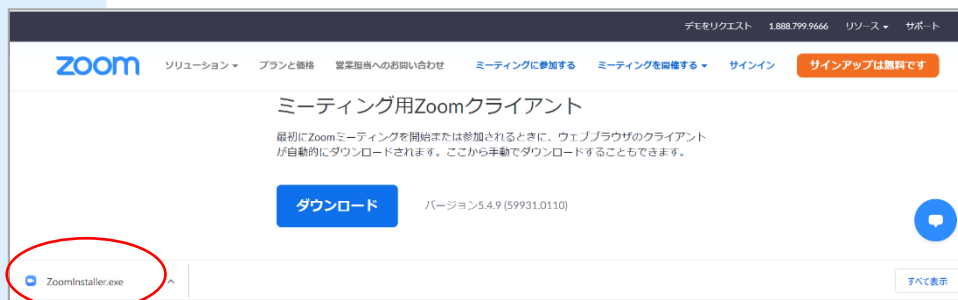 デモをリクエスト 1.888.799.9666 リソース サポート
zoom ソリューション プランと価格 営業担当へのお問い合わせ ミーティングに参加する ミーティングを開催する サインイン サインアップは無料です
ミーティング用Zoomクライアント
最初にZoomミーティングを開始または参加されるときに、ウェブブラウザのクライアント
が自動的にダウンロードされます。ここから手動でダウンロードすることもできます。
ダウンロード バージョン5.4.9 (59931.0110)
ZoomInstaller.exe すべて表示